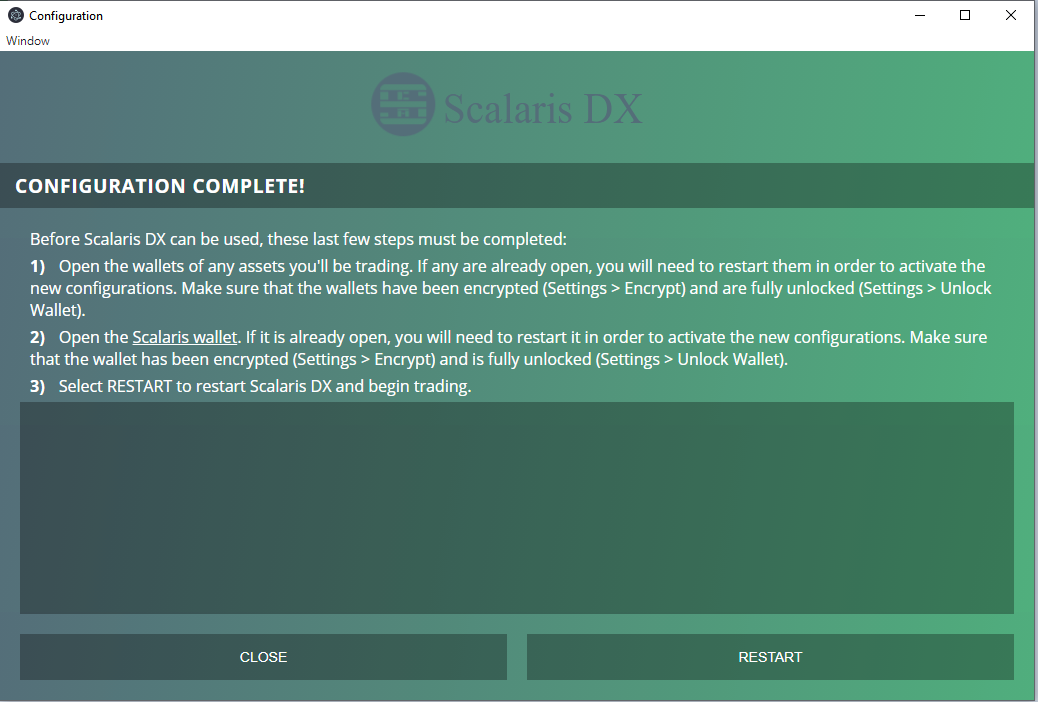 Configuration
Window
Scalaris DX
CONFIGURATION COMPLETE!
Before Scalaris DX can be used, these last few steps must be completed:
1) Open the wallets of any assets you'll be trading. If any are already open, you will need to restart them in order to activate the
new configurations. Make sure that the wallets have been encrypted (Settings > Encrypt) and are fully unlocked (Settings > Unlock
Wallet).
2) Open the Scalaris wallet. If it is already open, you will need to restart it in order to activate the new configurations. Make sure
that the wallet has been encrypted (Settings > Encrypt) and is fully unlocked (Settings > Unlock Wallet).
3) Select RESTART to restart Scalaris DX and begin trading.
CLOSE
RESTART